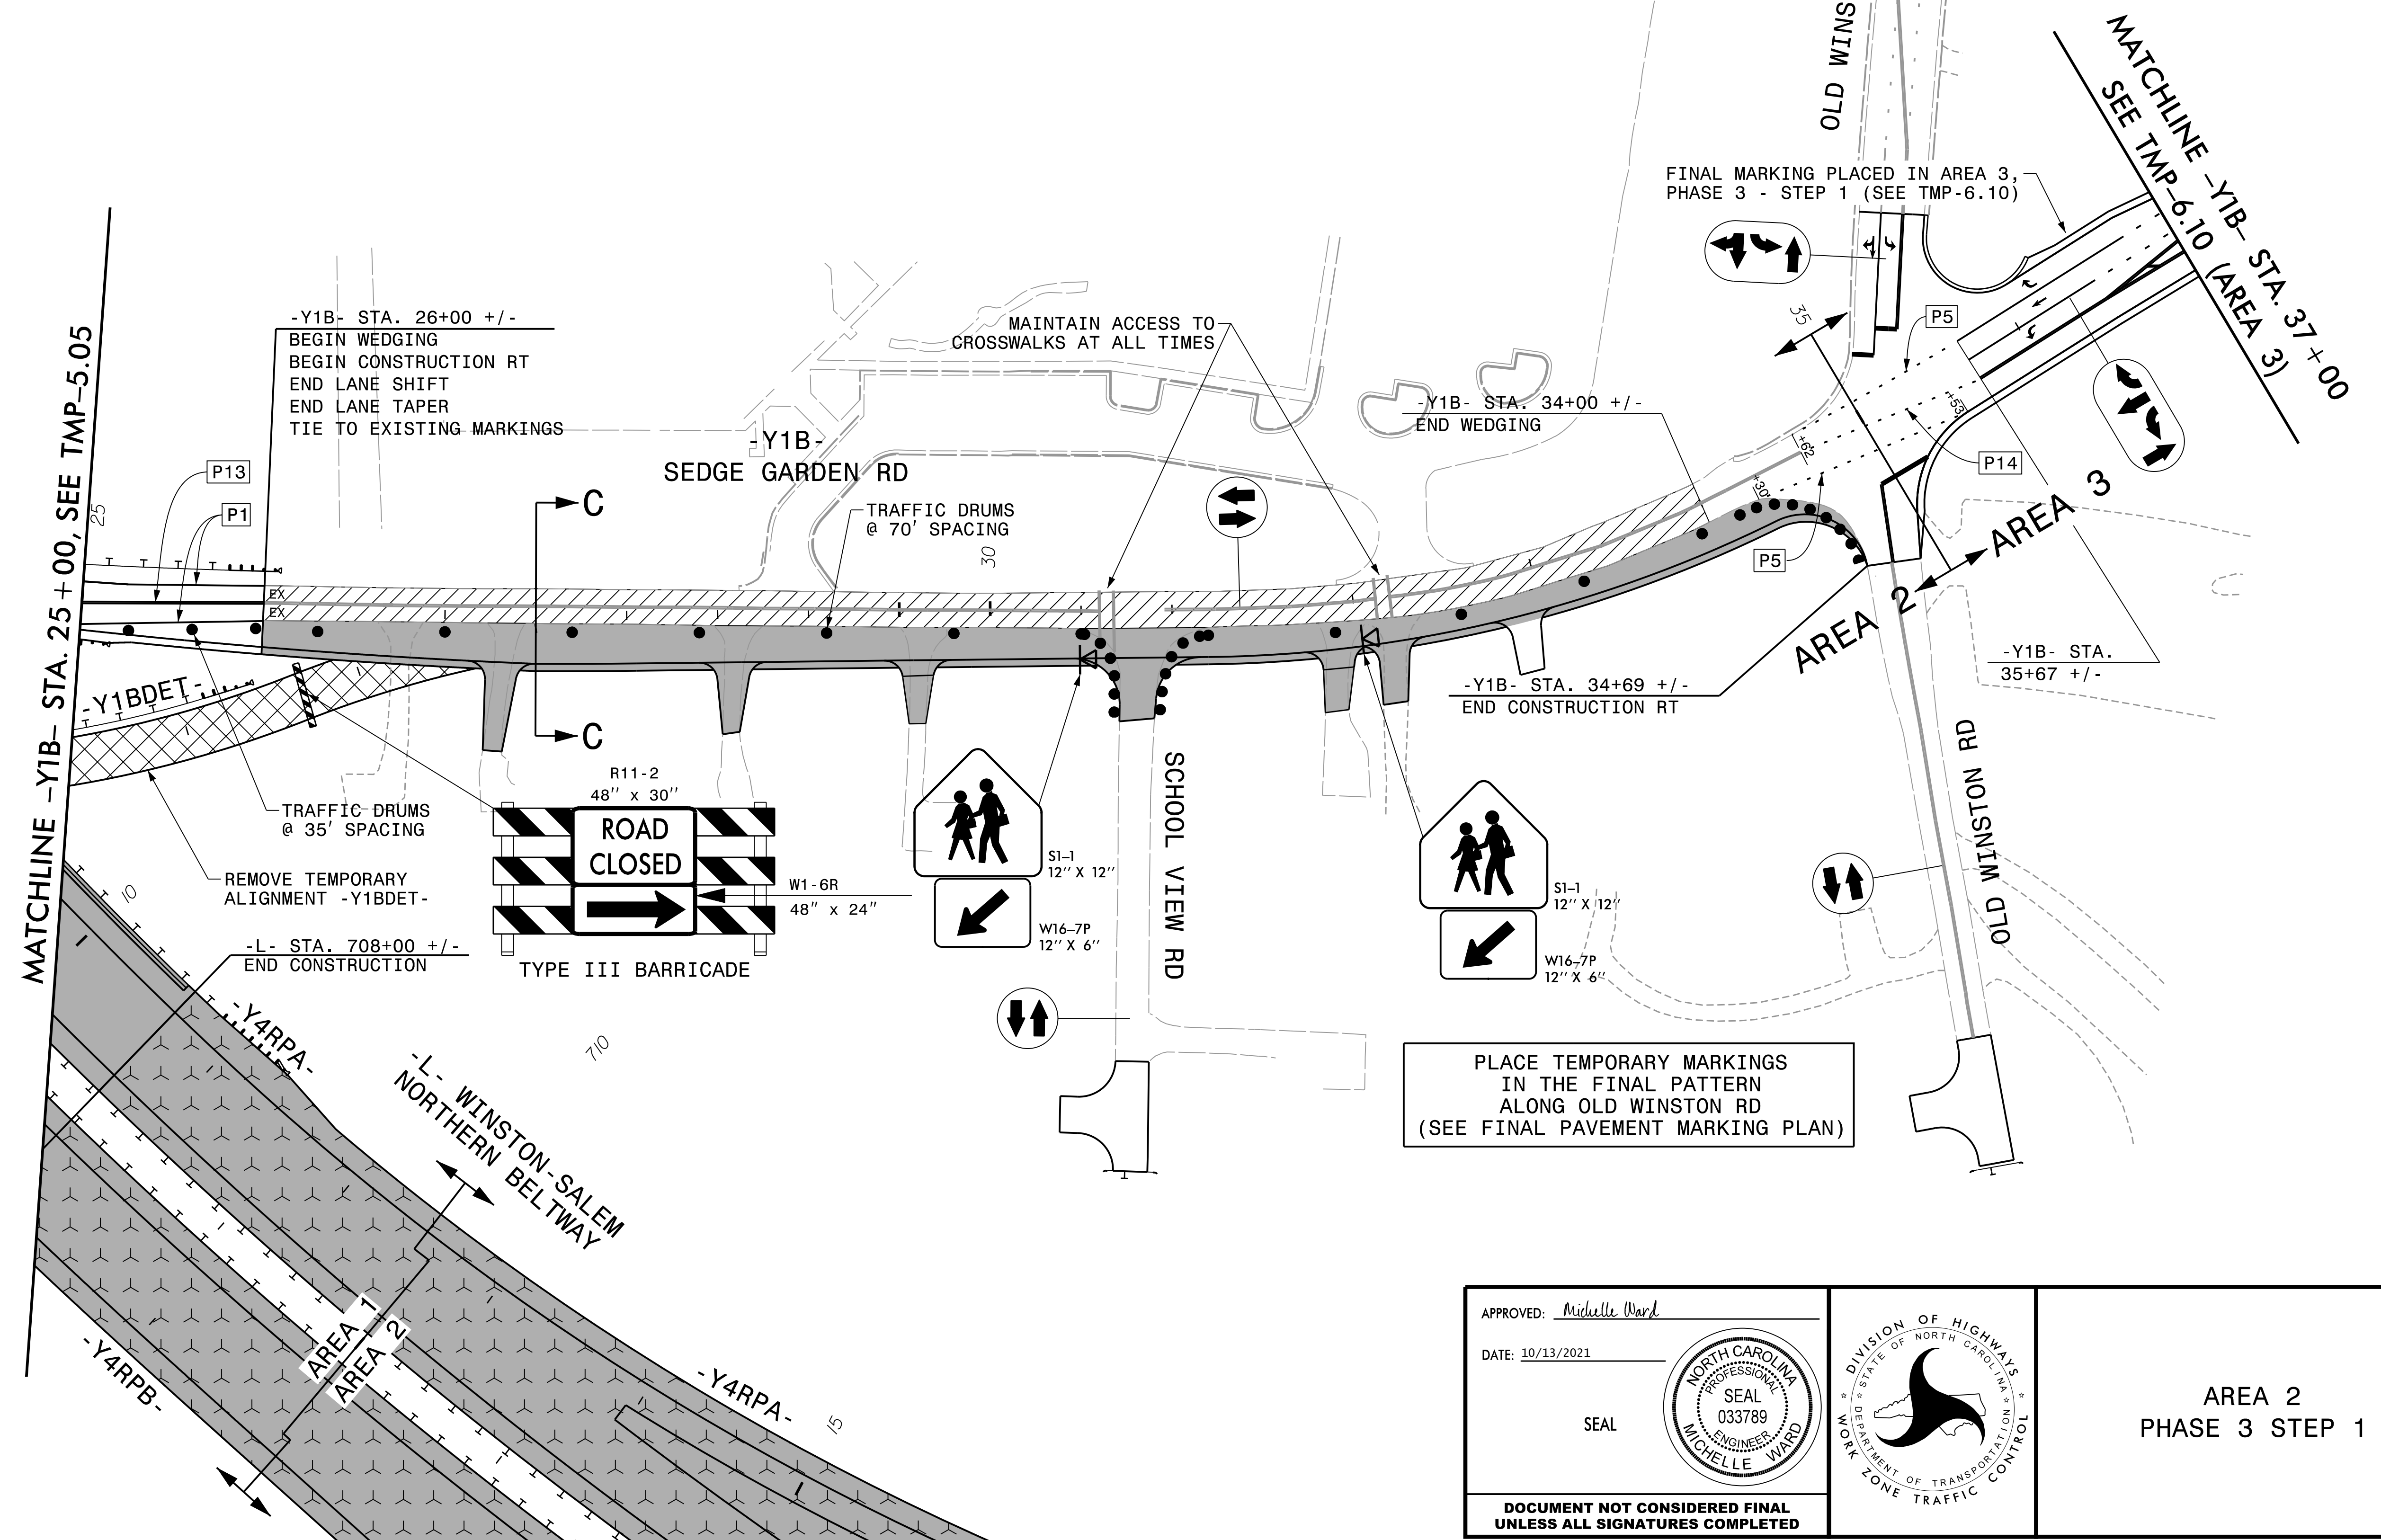 OLD WINS
MATCHLINE -Y1B- STA. 37+00
SEE TMP-6.10 (AREA 3)
FINAL MARKING PLACED IN AREA 3,
PHASE 3 - STEP 1 (SEE TMP-6.10)
MATCHLINE -Y1B- STA. 25+00, SEE TMP-5.05
-Y1B- STA. 26+00 +/-
BEGIN WEDGING
BEGIN CONSTRUCTION RT
END LANE SHIFT
END LANE TAPER
TIE TO EXISTING MARKINGS
MAINTAIN ACCESS TO
CROSSWALKS AT ALL TIMES
35
P5
-Y1B-
SEDGE GARDEN RD
-Y1B- STA. 34+00 +/-
END WEDGING
+53
+62
+30
P14
P13
P1
25
C
TRAFFIC DRUMS
@ 70' SPACING
30
P5
AREA 3
AREA 2
EX
EX
-Y1B- STA.
35+67 +/-
-Y1B- STA. 34+69 +/-
END CONSTRUCTION RT
-Y1BDET-
C
TRAFFIC DRUMS
@ 35' SPACING
REMOVE TEMPORARY
ALIGNMENT -Y1BDET-
R11-2
48" x 30"
ROAD
CLOSED
W1-6R
48" x 24"
TYPE III BARRICADE
S1-1
12" X 12"
W16-7P
12" X 6"
SCHOOL VIEW RD
S1-1
12" X 12"
W16-7P
12" X 6"
OLD WINSTON RD
10
-L- STA. 708+00 +/-
END CONSTRUCTION
-Y4RPA-
710
-L- WINSTON-SALEM
NORTHERN BELTWAY
PLACE TEMPORARY MARKINGS
IN THE FINAL PATTERN
ALONG OLD WINSTON RD
(SEE FINAL PAVEMENT MARKING PLAN)
AREA 1
AREA 2
-Y4RPB-
-Y4RPA-
15
APPROVED: Michelle Ward
DATE: 10/13/2021
SEAL
NORTH CAROLINA
PROFESSIONAL
SEAL
033789
ENGINEER
MICHELLE WARD
DOCUMENT NOT CONSIDERED FINAL
UNLESS ALL SIGNATURES COMPLETED
DIVISION OF HIGHWAYS
STATE OF NORTH CAROLINA
DEPARTMENT OF TRANSPORTATION
WORK ZONE TRAFFIC CONTROL
AREA 2
PHASE 3 STEP 1